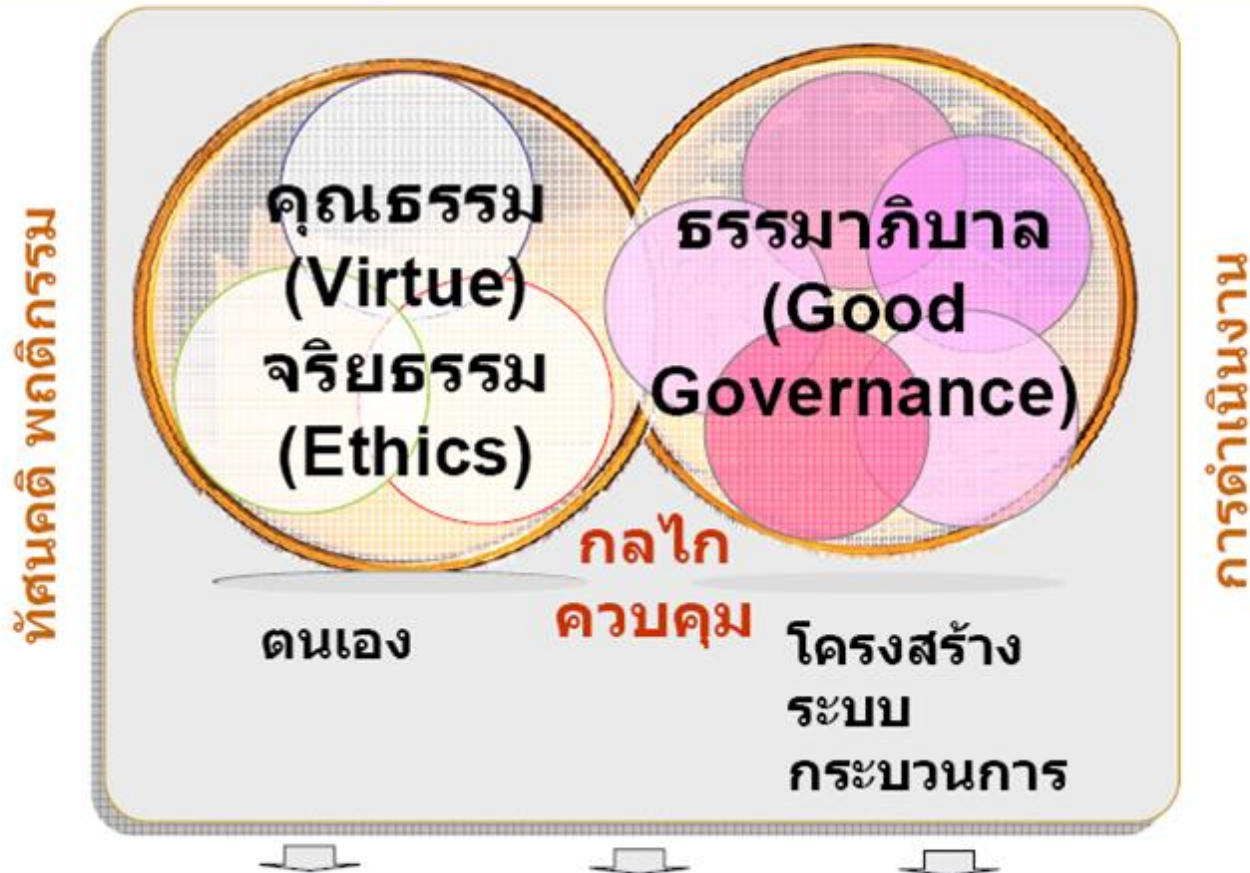 ทัศนคติ พฤติกรรม
คุณธรรม
(Virtue)
จริยธรรม
(Ethics)
ธรรมาภิบาล
(Good
Governance)
กลไก
ควบคุม
ตนเอง
โครงสร้าง
ระบบ
กระบวนการ
การดำเนินงาน